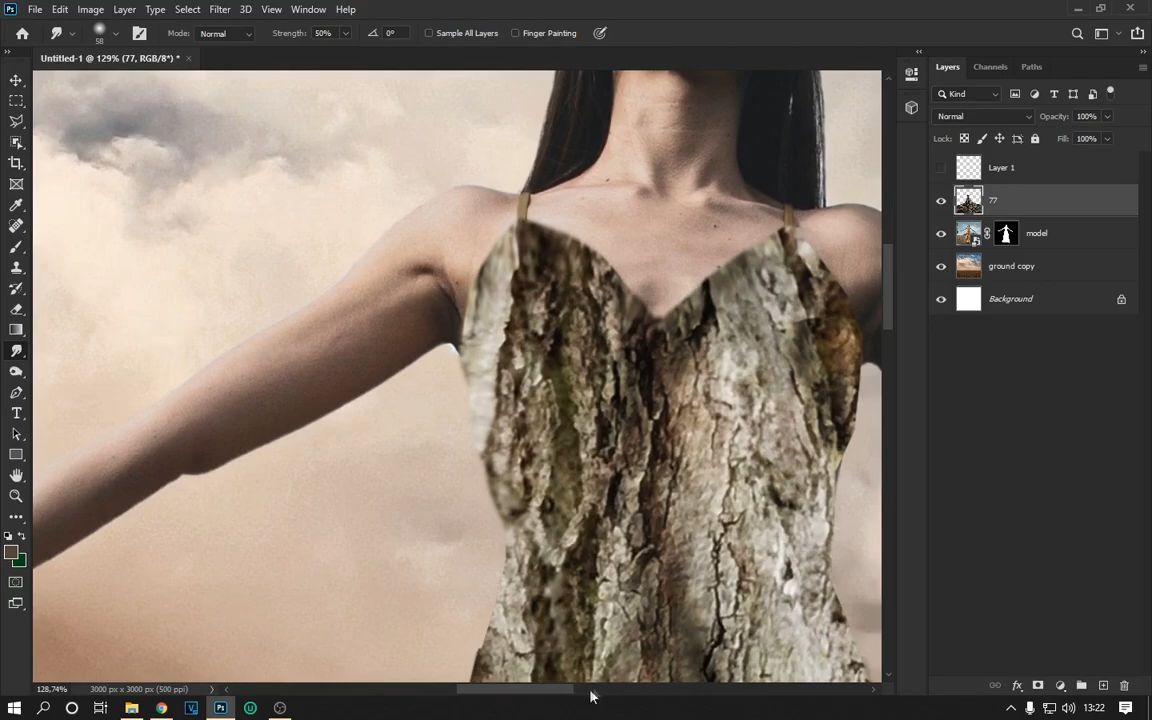 Ps File Edit Image Layer Type Select Filter 3D View Window Help
58 Mode: Normal Strength: 50% 0° Sample All Layers Finger Painting
Untitled-1 @ 129% (77, RGB/8*) * ×
Layers Channels Paths
Kind
Normal Opacity: 100%
Lock: Fill: 100%
Layer 1
77
model
ground copy
Background
128,74% 3000 px x 3000 px (500 ppi)
13:22